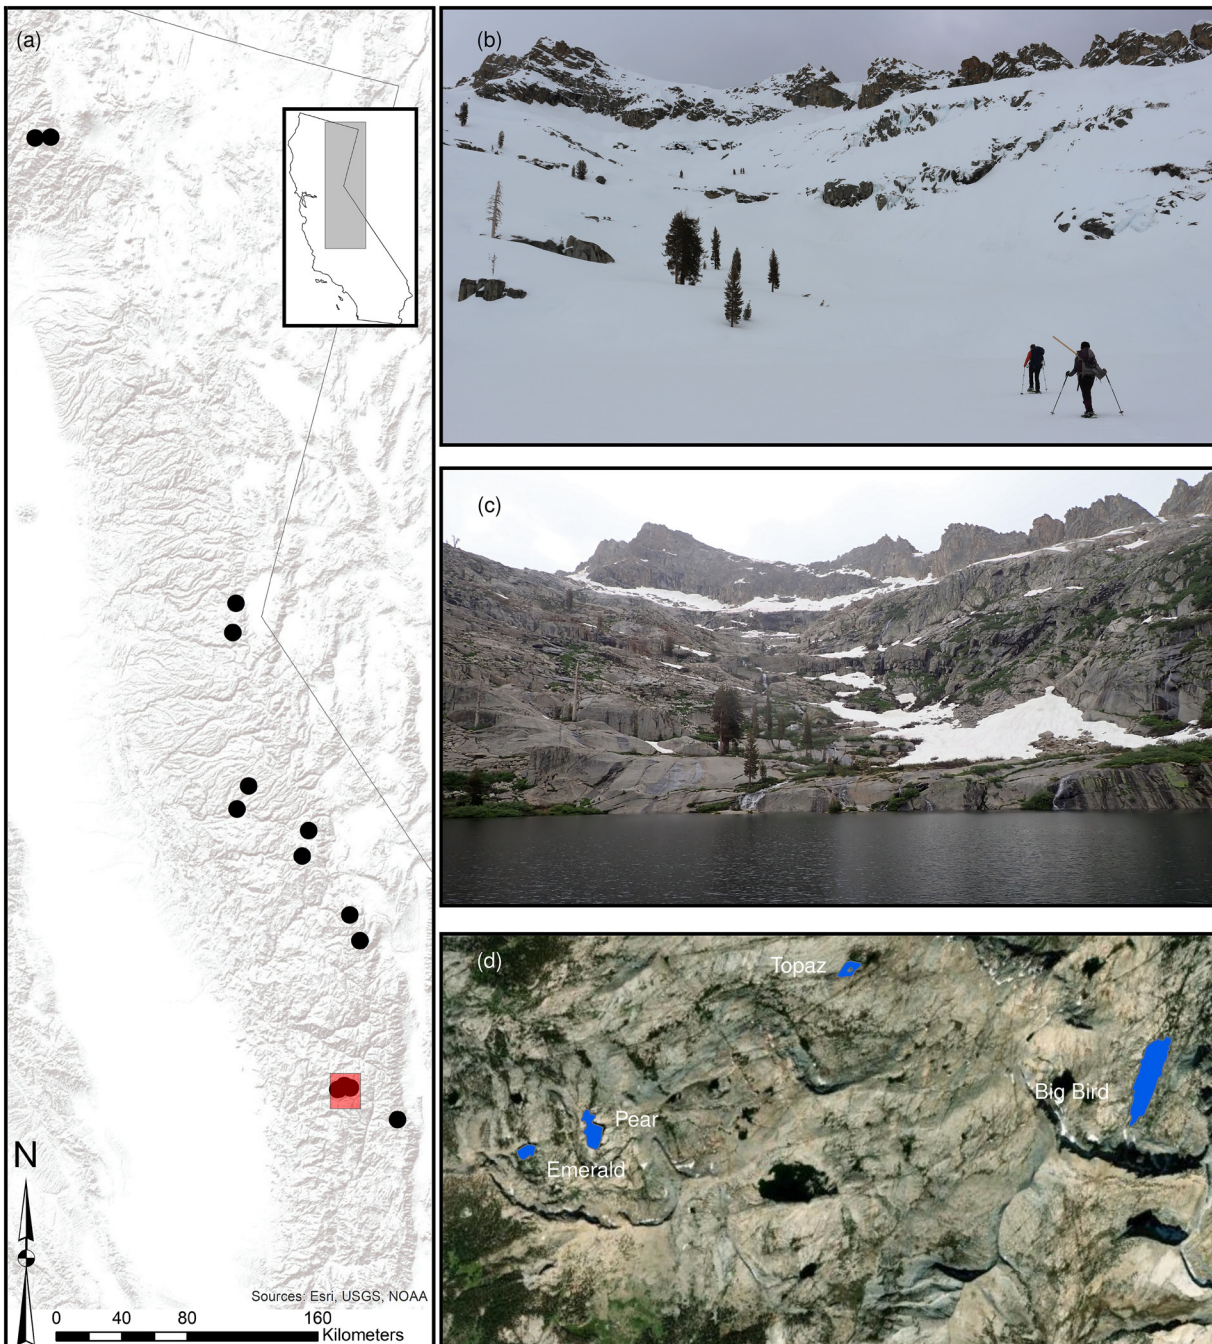 (a)
N
Sources: Esri, USGS, NOAA
0 40 80 160
Kilometers
(b)
(c)
(d)
Topaz
Big Bird
Pear
Emerald